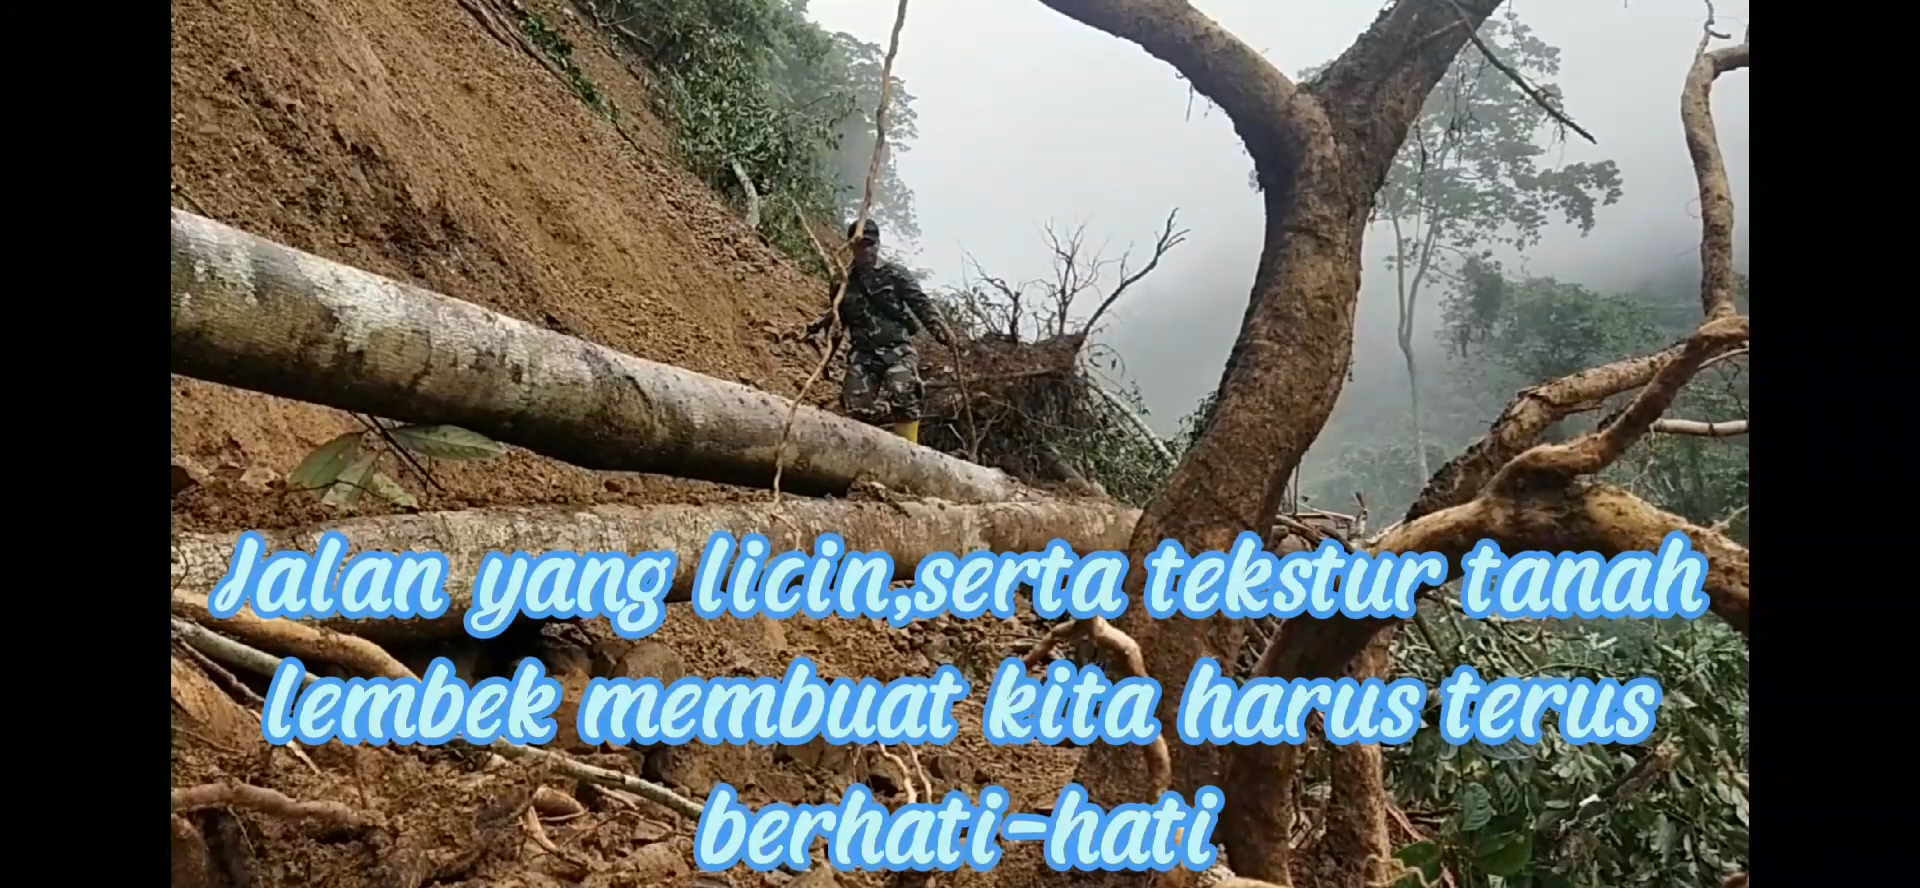 Jalan yang licin,serta tekstur tanah
lembek membuat kita harus terus
berhati-hati